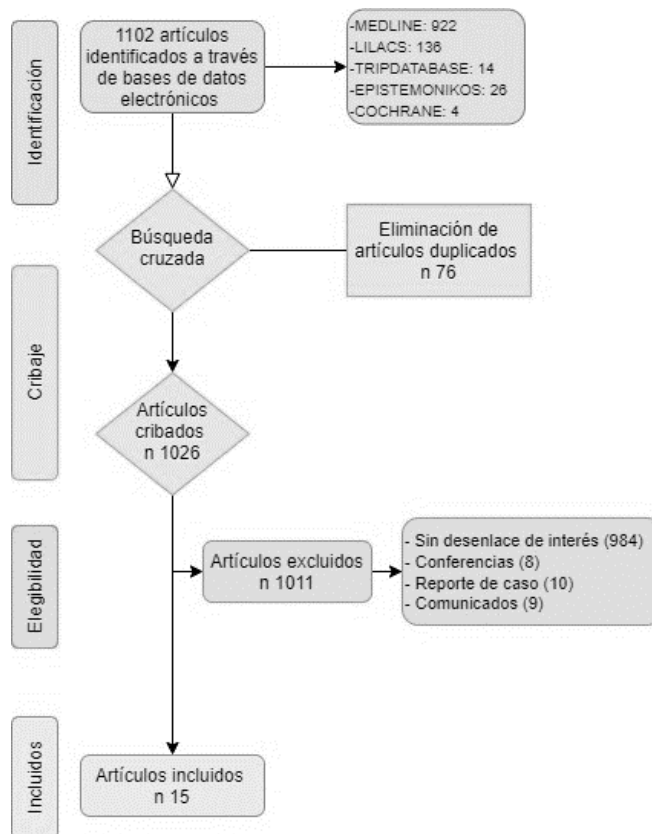 Identificación
1102 artículos
identificados a través
de bases de datos
electrónicos
-MEDLINE: 922
-LILACS: 136
-TRIPDATABASE: 14
-EPISTEMONIKOS: 26
-COCHRANE: 4
Búsqueda
cruzada
Eliminación de
artículos duplicados
n 76
Cribaje
Artículos
cribados
n 1026
Elegibilidad
Artículos excluidos
n 1011
- Sin desenlace de interés (984)
- Conferencias (8)
- Reporte de caso (10)
- Comunicados (9)
Incluidos
Artículos incluidos
n 15